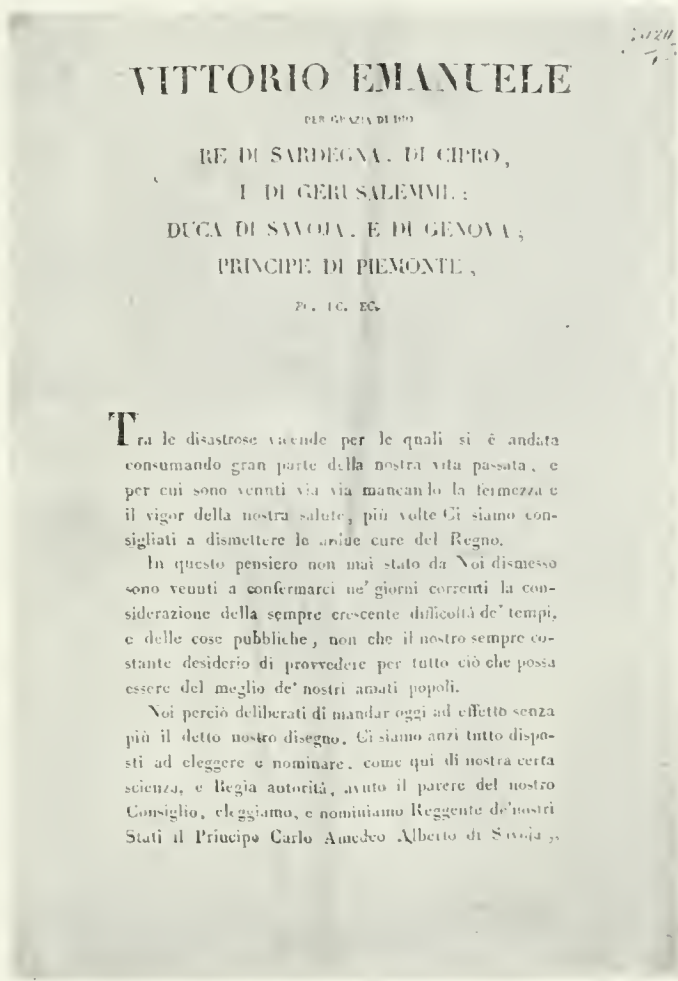 VITTORIO EMANUELE
PER GRAZIA DI DIO
RE DI SARDEGNA, DI CIPRO,
E DI GERUSALEMME;
DUCA DI SAVOJA, E DI GENOVA;
PRINCIPE DI PIEMONTE,
EC. EC. EC.
Tra le disastrose vicende per le quali si è andata
consumando gran parte della nostra vita passata, e
per cui sono venuti via via mancando la fermezza e
il vigor della nostra salute, più volte Ci siamo con-
sigliati a dismettere le ardue cure del Regno.
In questo pensiero non mai stato da Noi dismesso
sono venuti a confermarci ne' giorni correnti la con-
siderazione della sempre crescente difficoltà de' tempi,
e delle cose pubbliche, non che il nostro sempre co-
stante desiderio di provvedere per tutto ciò che possa
essere del meglio de' nostri amati popoli.
Noi perciò deliberati di mandar oggi ad effetto senza
più il detto nostro disegno, Ci siamo anzi tutto dispo-
sti ad eleggere e nominare, come qui di nostra certa
scienza, e Regia autorità, avuto il parere del nostro
Consiglio, eleggiamo, e nominiamo Reggente de' nostri
Stati il Principe Carlo Amedeo Alberto di Savoja,